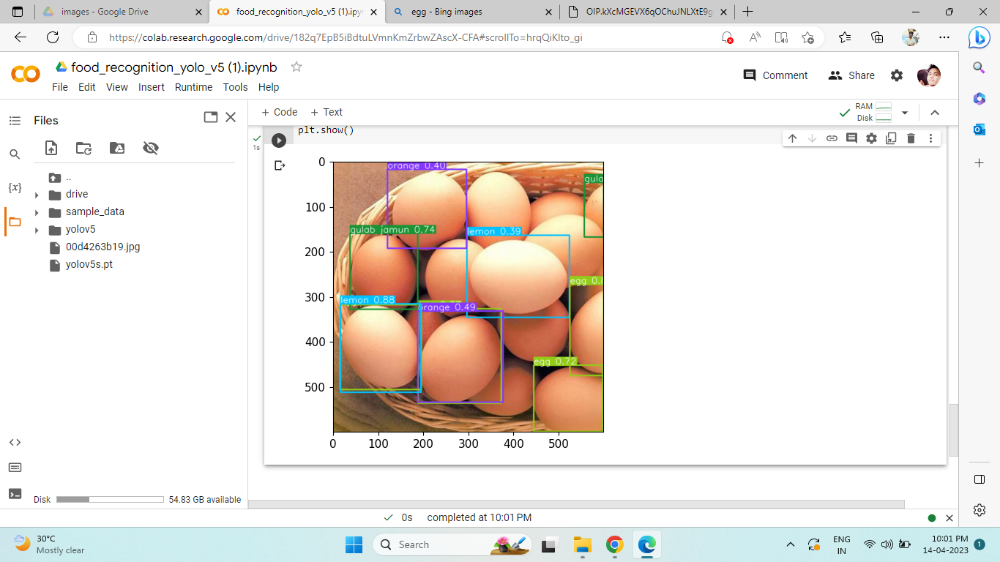 images - Google Drive
food_recognition_yolo_v5 (1).ipyn
egg - Bing images
OIP.kXcMGEVX6qOChuJNLXtE9g
https://colab.research.google.com/drive/182q7EpB5iBdtuLVmnKmZrbwZAscX-CFA#scrollTo=hrqQiKlto_gi
food_recognition_yolo_v5 (1).ipynb
Comment
Share
File Edit View Insert Runtime Tools Help
Files
+ Code + Text
RAM
Disk
plt.show()
1s
..
drive
sample_data
yolov5
00d4263b19.jpg
yolov5s.pt
{x}
0
100
200
300
400
500
orange 0.40
gula
gulab jamun 0.74
lemon 0.39
egg 0.8
lemon 0.88
orange 0.49
egg 0.72
0 100 200 300 400 500
Disk 54.83 GB available
0s completed at 10:01 PM
30°C
Mostly clear
Search
ENG
IN
10:01 PM
14-04-2023
1